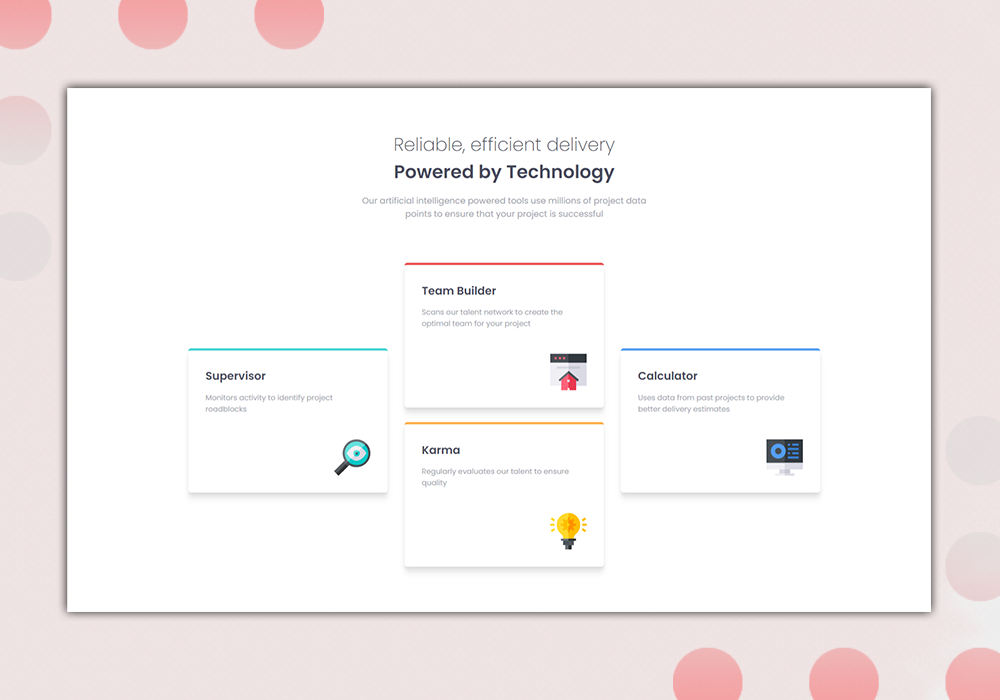 Reliable, efficient delivery
Powered by Technology
Our artificial intelligence powered tools use millions of project data
points to ensure that your project is successful
Team Builder
Scans our talent network to create the
optimal team for your project
Supervisor
Monitors activity to identify project
roadblocks
Calculator
Uses data from past projects to provide
better delivery estimates
Karma
Regularly evaluates our talent to ensure
quality